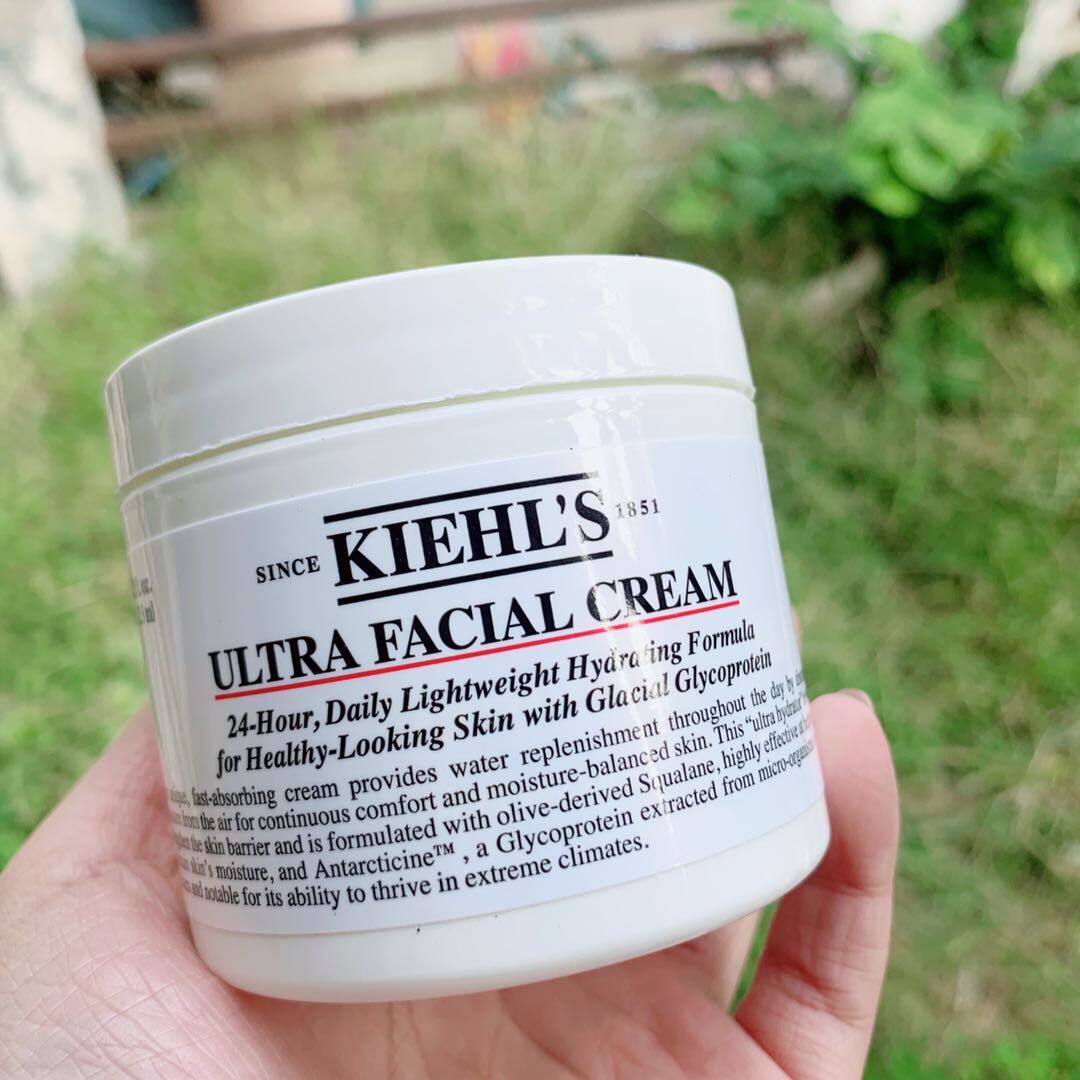 SINCE KIEHL'S 1851
ULTRA FACIAL CREAM
24-Hour, Daily Lightweight Hydrating Formula
for Healthy-Looking Skin with Glacial Glycoprotein
fast-absorbing cream provides water replenishment throughout the day by
from the air for continuous comfort and moisture-balanced skin. This "ultra hydrator"
the skin barrier and is formulated with olive-derived Squalane, highly effective at
skin's moisture, and Antarcticine™, a Glycoprotein extracted from
and notable for its ability to thrive in extreme climates.
oz.
ml